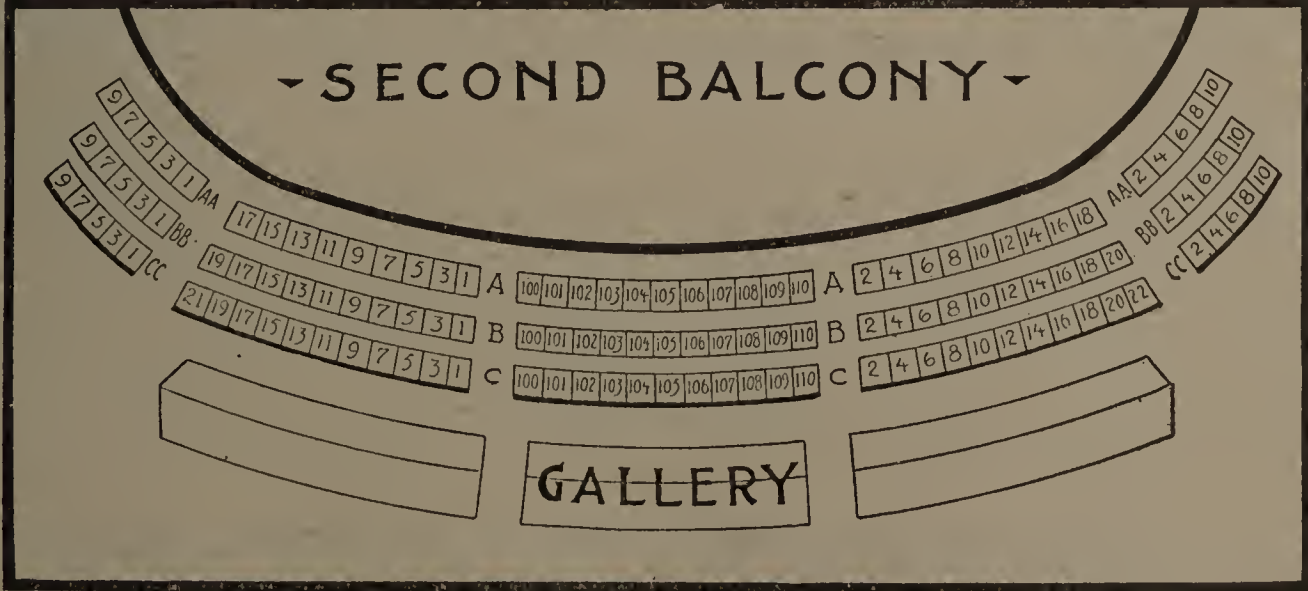 -SECOND BALCONY-
9 7 5 3 1 AA
9 7 5 3 1 BB
9 7 5 3 1 CC
17 15 13 11 9 7 5 3 1 A 100 101 102 103 104 105 106 107 108 109 110 A 2 4 6 8 10 12 14 16 18
19 17 15 13 11 9 7 5 3 1 B 100 101 102 103 104 105 106 107 108 109 110 B 2 4 6 8 10 12 14 16 18 20
21 19 17 15 13 11 9 7 5 3 1 C 100 101 102 103 104 105 106 107 108 109 110 C 2 4 6 8 10 12 14 16 18 20 22
AA 2 4 6 8 10
BB 2 4 6 8 10
CC 2 4 6 8 10
GALLERY